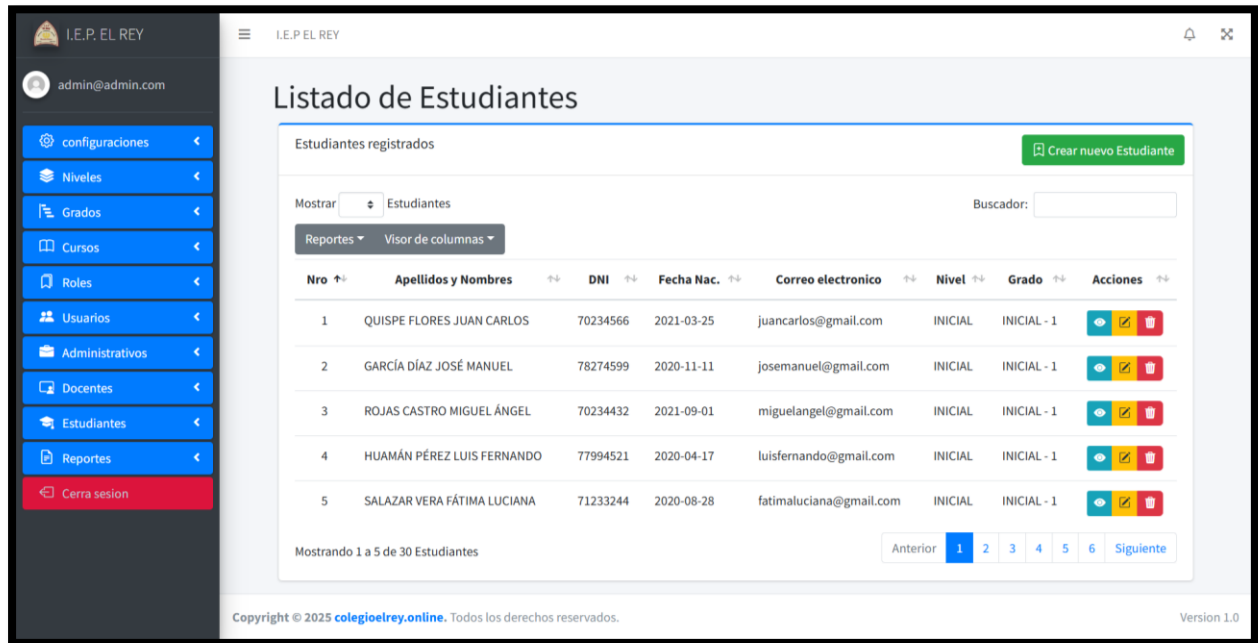 I.E.P. EL REY
admin@admin.com
configuraciones
Niveles
Grados
Cursos
Roles
Usuarios
Administrativos
Docentes
Estudiantes
Reportes
Cerra sesion
I.E.P EL REY
Listado de Estudiantes
Estudiantes registrados
Crear nuevo Estudiante
Mostrar Estudiantes
Buscador:
Reportes Visor de columnas
Nro Apellidos y Nombres DNI Fecha Nac. Correo electronico Nivel Grado Acciones
1 QUISPE FLORES JUAN CARLOS 70234566 2021-03-25 juancarlos@gmail.com INICIAL INICIAL - 1
2 GARCÍA DÍAZ JOSÉ MANUEL 78274599 2020-11-11 josemanuel@gmail.com INICIAL INICIAL - 1
3 ROJAS CASTRO MIGUEL ÁNGEL 70234432 2021-09-01 miguelangel@gmail.com INICIAL INICIAL - 1
4 HUAMÁN PÉREZ LUIS FERNANDO 77994521 2020-04-17 luisfernando@gmail.com INICIAL INICIAL - 1
5 SALAZAR VERA FÁTIMA LUCIANA 71233244 2020-08-28 fatimaluciana@gmail.com INICIAL INICIAL - 1
Mostrando 1 a 5 de 30 Estudiantes
Anterior 1 2 3 4 5 6 Siguiente
Copyright © 2025 colegioelrey.online. Todos los derechos reservados.
Version 1.0